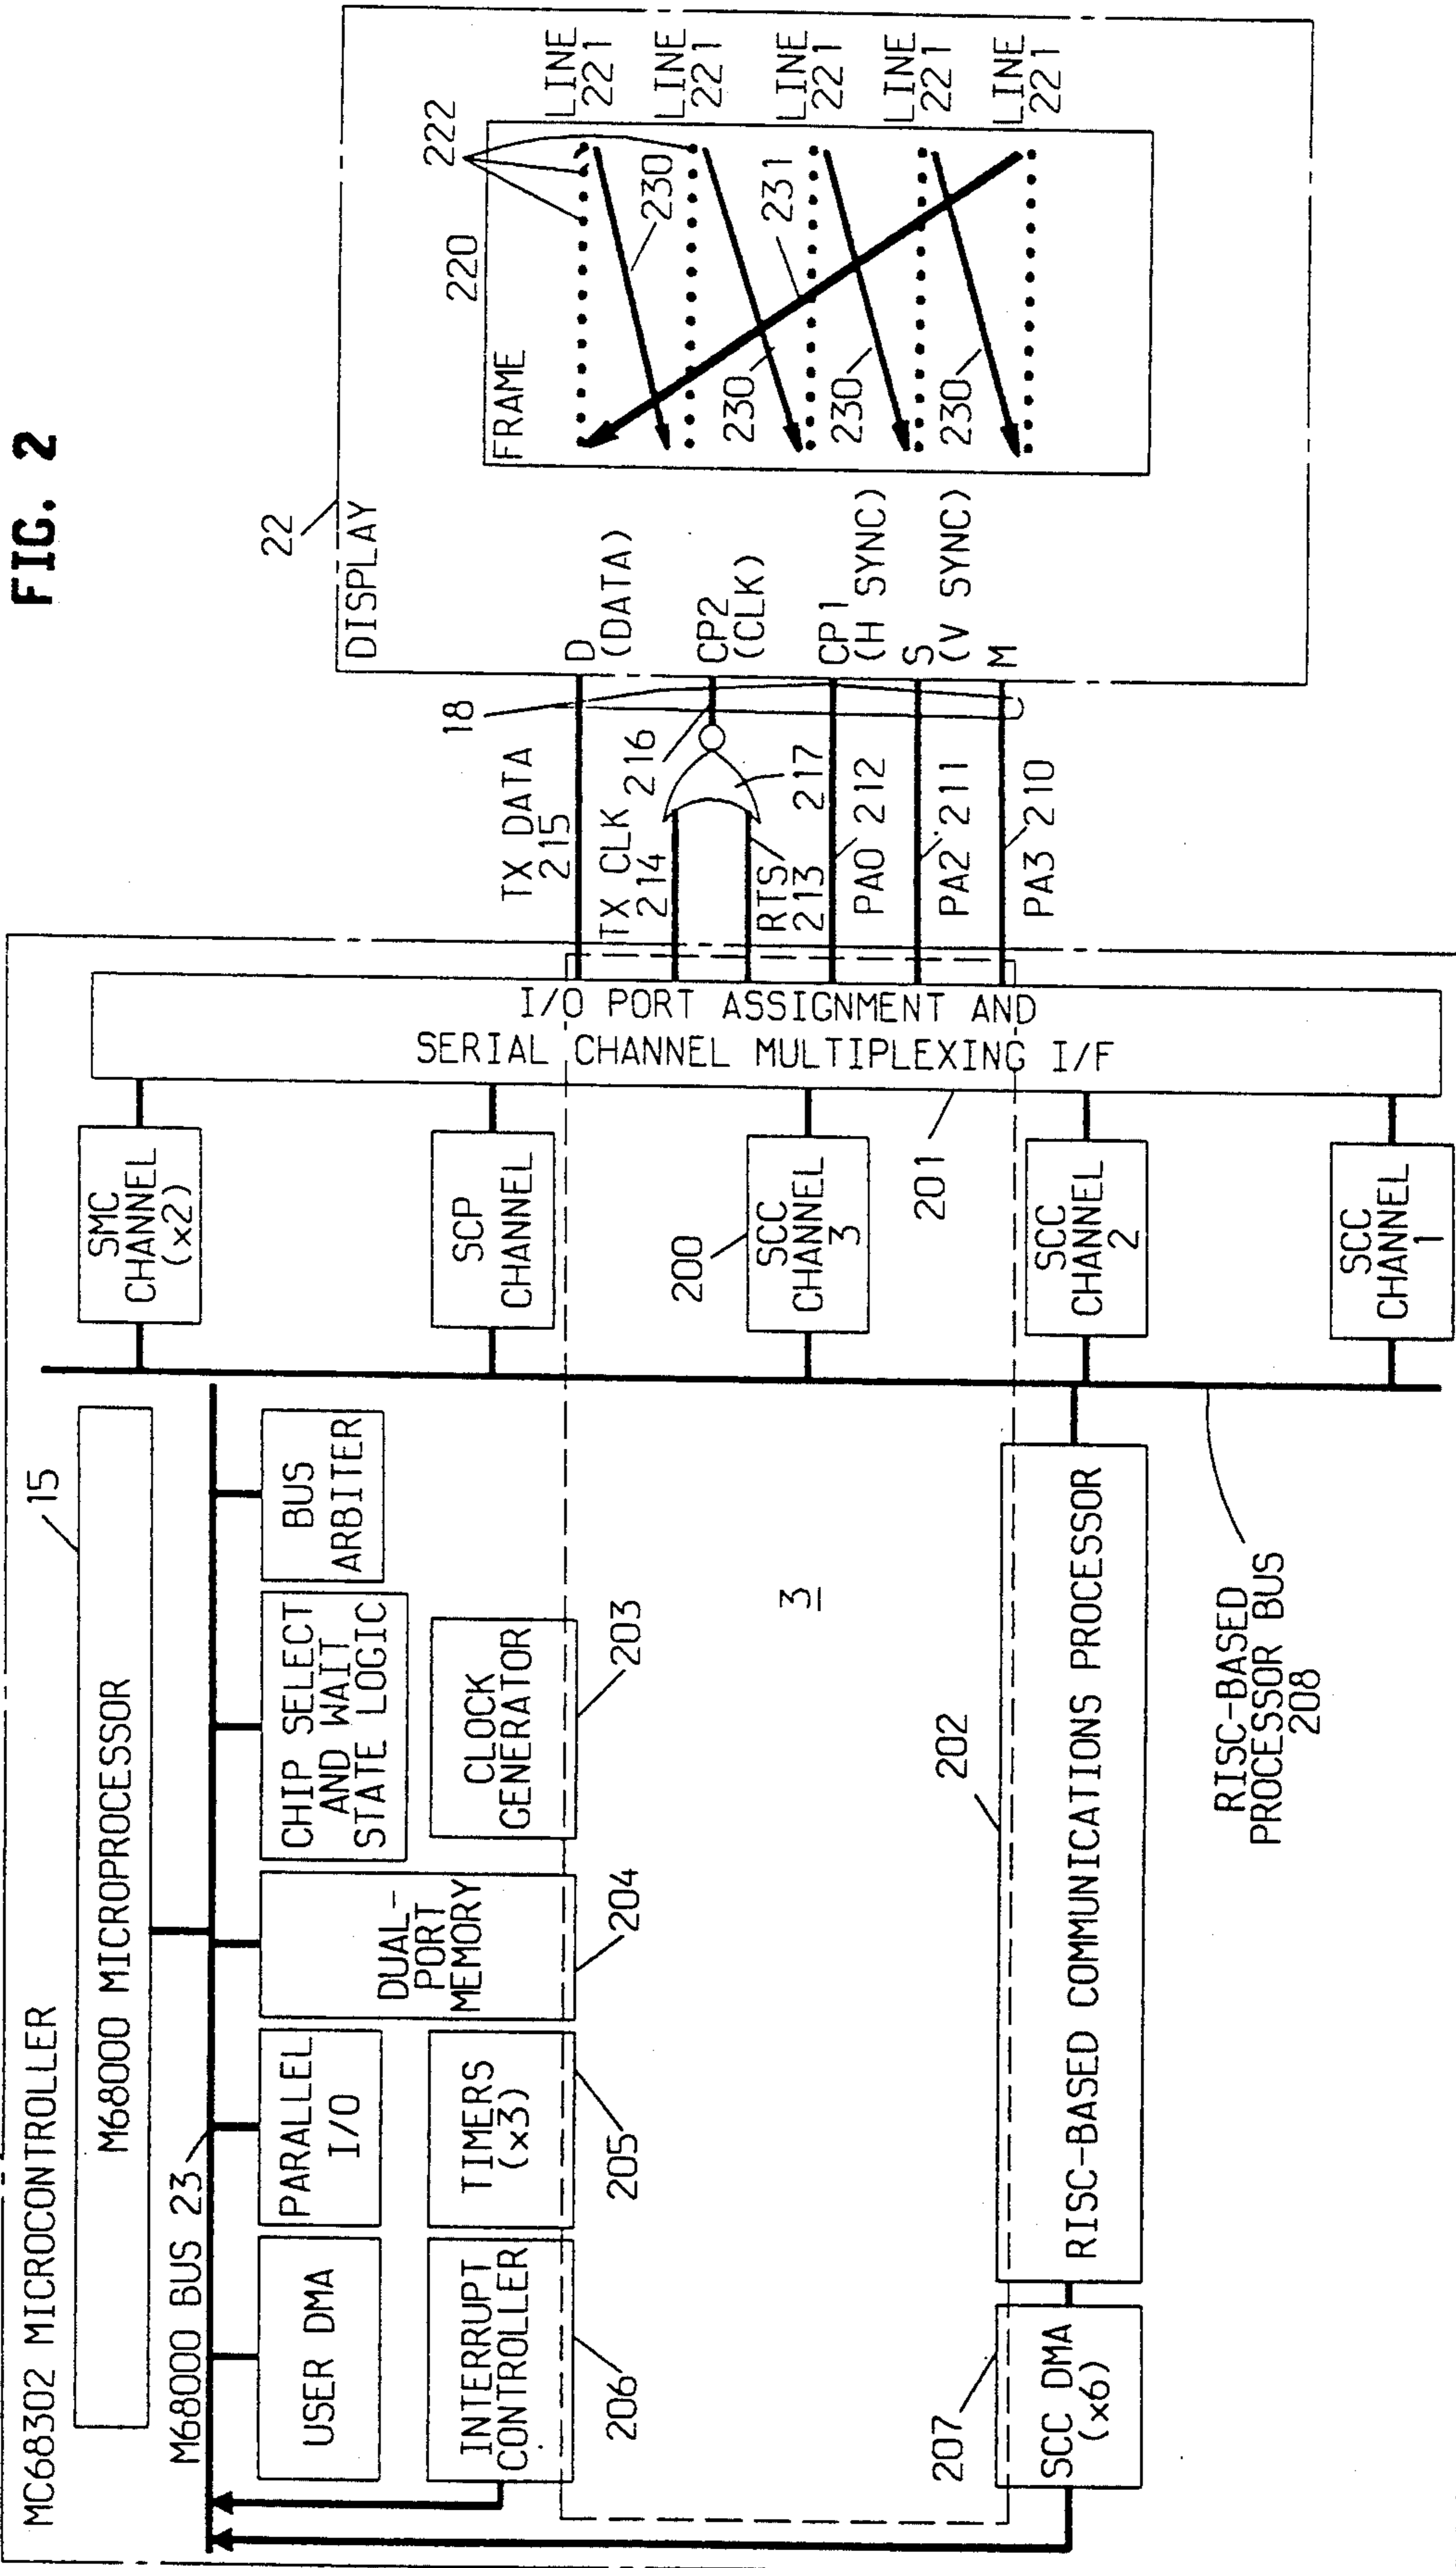 FIG. 2
MC68302 MICROCONTROLLER
15
M68000 MICROPROCESSOR
M68000 BUS 23
USER DMA
PARALLEL
I/O
DUAL-
PORT
MEMORY
CHIP SELECT
AND WAIT
STATE LOGIC
BUS
ARBITER
INTERRUPT
CONTROLLER
TIMERS
(x3)
CLOCK
GENERATOR
206
205
204
203
3
207
SCC DMA
(x6)
202
RISC-BASED COMMUNICATIONS PROCESSOR
RISC-BASED
PROCESSOR BUS
208
SMC
CHANNEL
(x2)
SCP
CHANNEL
200
SCC
CHANNEL
3
201
SCC
CHANNEL
2
SCC
CHANNEL
1
I/O PORT ASSIGNMENT AND
SERIAL CHANNEL MULTIPLEXING I/F
18
TX DATA
215
TX CLK
214
216
217
RTS
213
PA0 212
PA2 211
PA3 210
22
DISPLAY
D
(DATA)
CP2
(CLK)
CP1
(H SYNC)
S
(V SYNC)
M
220
222
FRAME
230
230
231
230
230
LINE
221
LINE
221
LINE
221
LINE
221
LINE
221